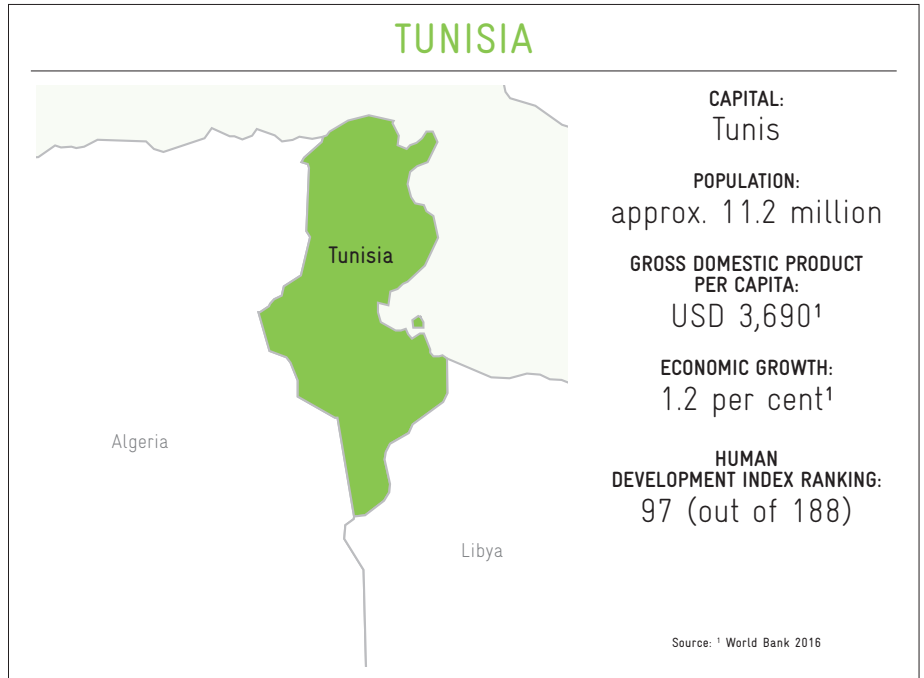 TUNISIA
Tunisia
Algeria
Libya
CAPITAL:
Tunis
POPULATION:
approx. 11.2 million
GROSS DOMESTIC PRODUCT
PER CAPITA:
USD 3,690¹
ECONOMIC GROWTH:
1.2 per cent¹
HUMAN
DEVELOPMENT INDEX RANKING:
97 (out of 188)
Source: ¹ World Bank 2016